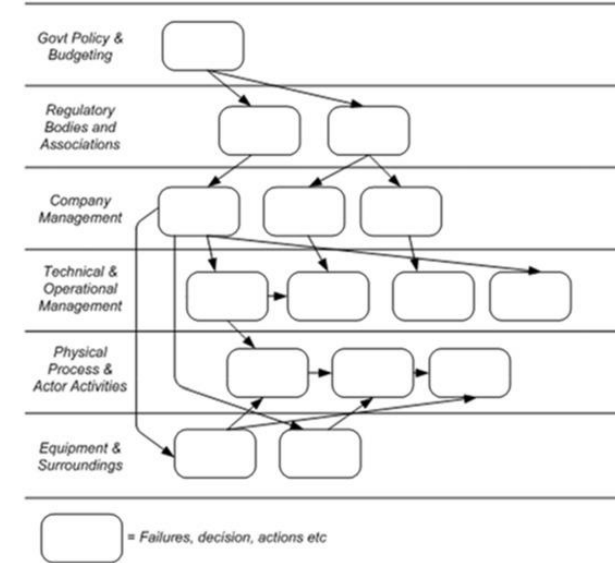 Govt Policy &
Budgeting
Regulatory
Bodies and
Associations
Company
Management
Technical &
Operational
Management
Physical
Process &
Actor Activities
Equipment &
Surroundings
= Failures, decision, actions etc